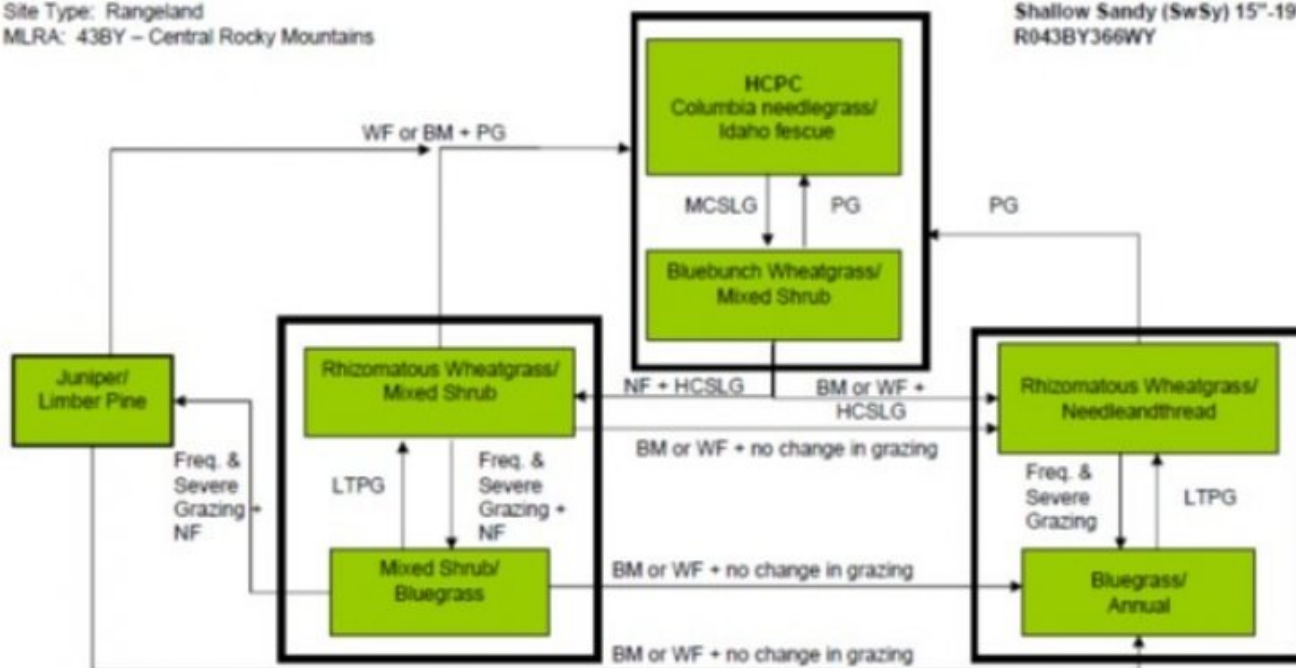 Site Type: Rangeland
MLRA: 43BY – Central Rocky Mountains
Shallow Sandy (SwSy) 15"-19
R043BY366WY
HCPC
Columbia needlegrass/
Idaho fescue
WF or BM + PG
MCSLG
PG
PG
Bluebunch Wheatgrass/
Mixed Shrub
Juniper/
Limber Pine
Rhizomatous Wheatgrass/
Mixed Shrub
NF + HCSLG
BM or WF +
HCSLG
Rhizomatous Wheatgrass/
Needleandthread
BM or WF + no change in grazing
Freq. &
Severe
Grazing +
NF
LTPG
Freq. &
Severe
Grazing +
NF
Freq. &
Severe
Grazing
LTPG
Mixed Shrub/
Bluegrass
BM or WF + no change in grazing
Bluegrass/
Annual
BM or WF + no change in grazing